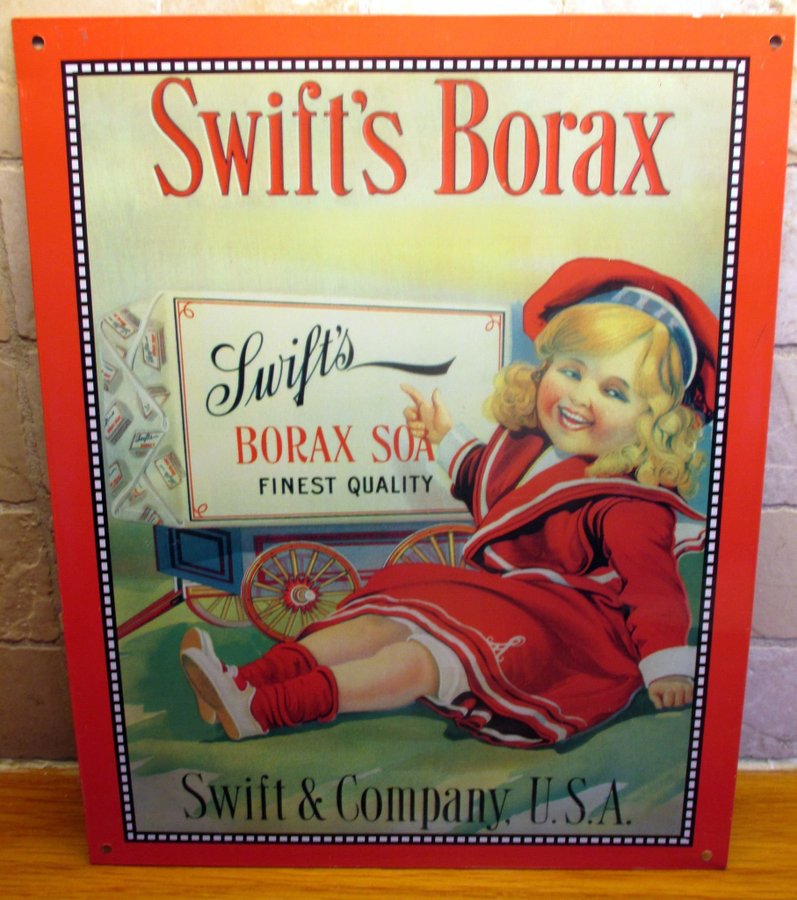 Swift's Borax
Swift's
BORAX SOA
FINEST QUALITY
Swift & Company, U.S.A.